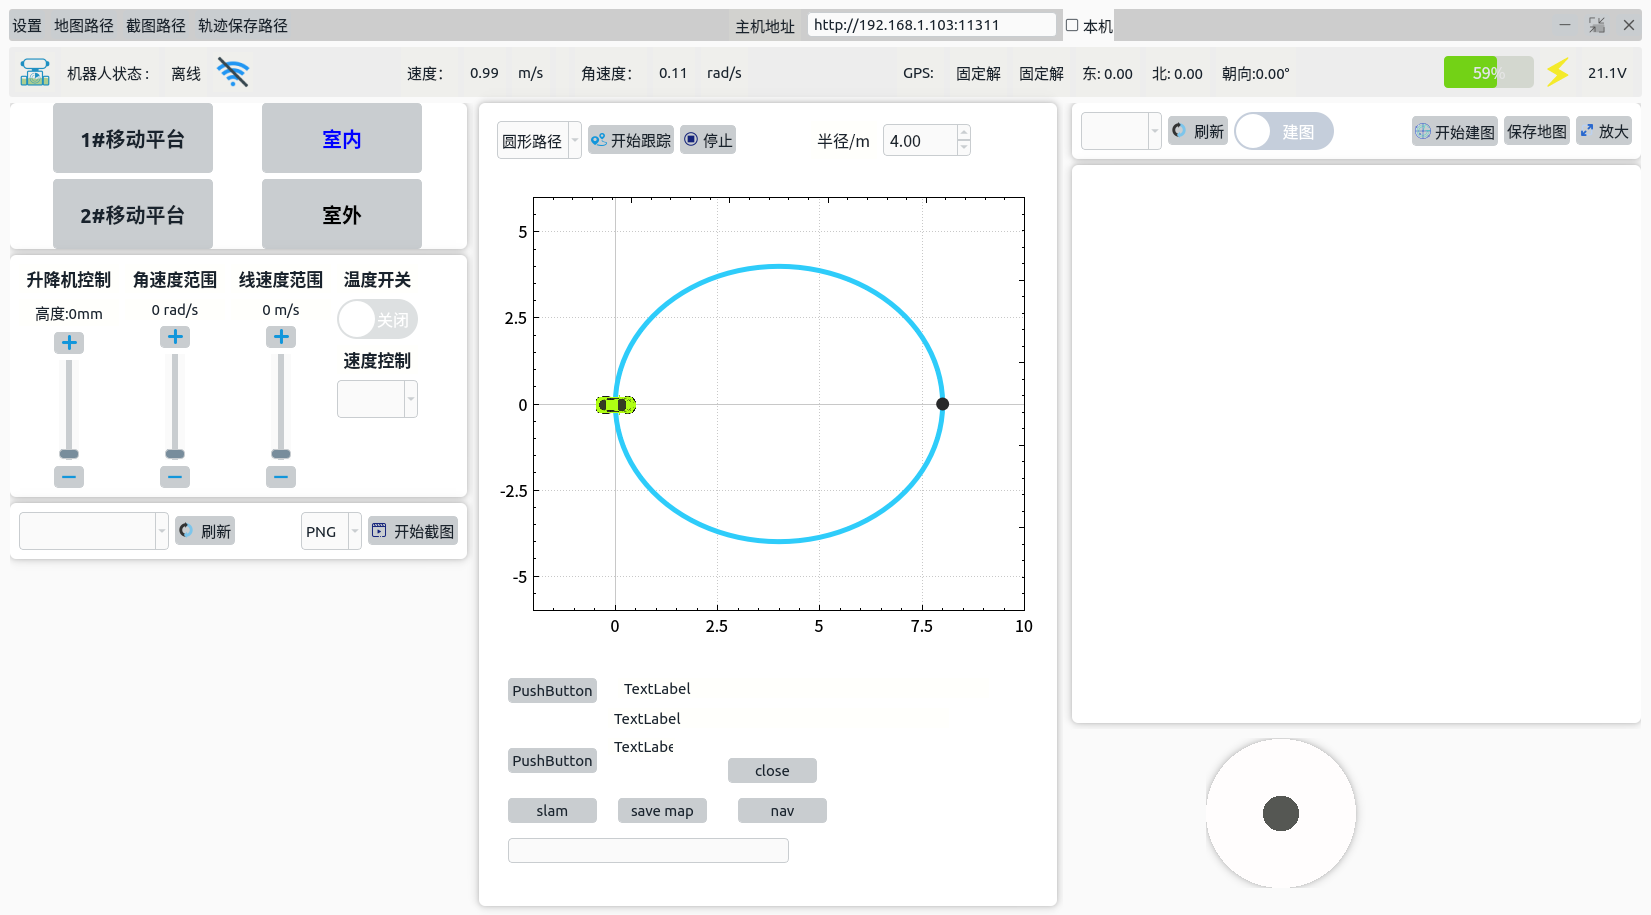 设置 地图路径 截图路径 轨迹保存路径 主机地址 http://192.168.1.103:11311 本机
机器人状态： 离线 速度： 0.99 m/s 角速度： 0.11 rad/s GPS: 固定解 固定解 东: 0.00 北: 0.00 朝向:0.00° 59% 21.1V
1#移动平台 室内
2#移动平台 室外
升降机控制 角速度范围 线速度范围 温度开关
高度:0mm 0 rad/s 0 m/s 关闭
速度控制
刷新 PNG 开始截图
圆形路径 开始跟踪 停止 半径/m 4.00
5
2.5
0
-2.5
-5
0 2.5 5 7.5 10
PushButton TextLabel
TextLabel
TextLabe
PushButton
close
slam save map nav
刷新 建图 开始建图 保存地图 放大